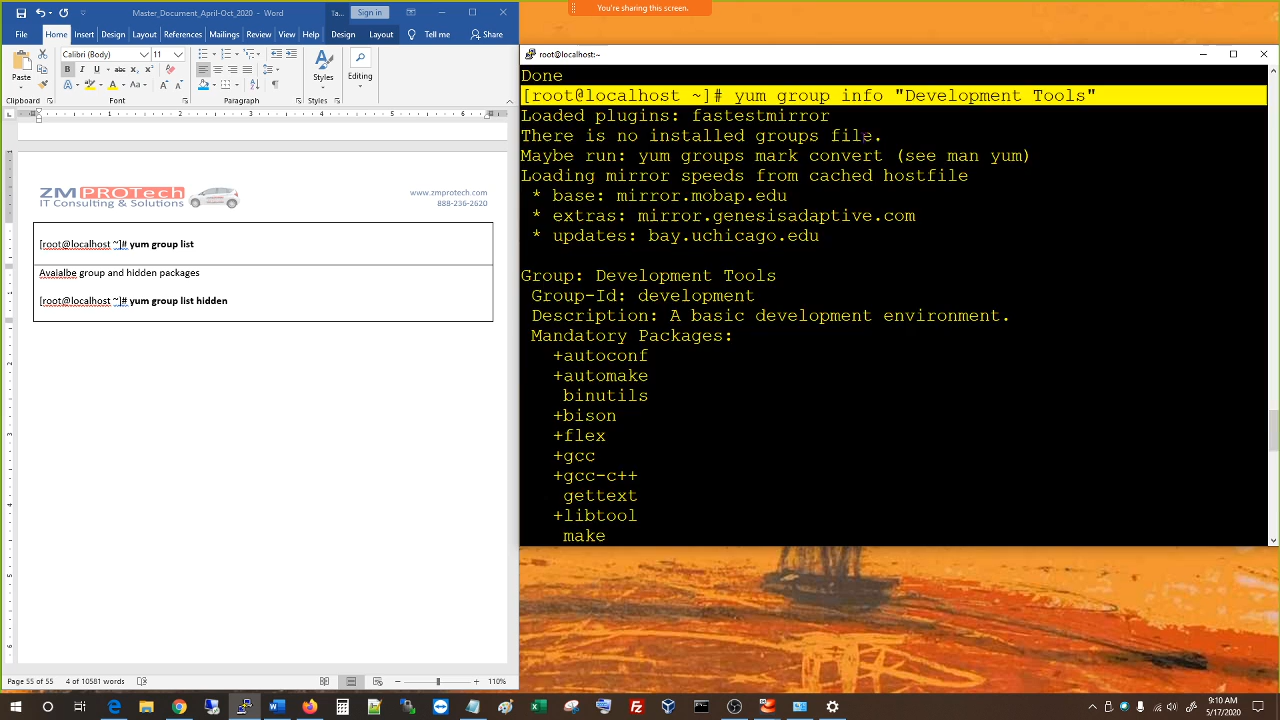 You're sharing this screen.
Master_Document_April-Oct_2020 - Word
Ta...
Sign in
File
Home
Insert
Design
Layout
References
Mailings
Review
View
Help
Design
Layout
Tell me
Share
Paste
Calibri (Body)
11
Styles
Editing
Clipboard
Font
Paragraph
Styles
ZM PROTech
IT Consulting & Solutions
www.zmprotech.com
888-236-2620
[root@localhost ~]# yum group list
Avaialbe group and hidden packages
[root@localhost ~]# yum group list hidden
Page 55 of 55
4 of 10581 words
110%
root@localhost:~
Done
[root@localhost ~]# yum group info "Development Tools"
Loaded plugins: fastestmirror
There is no installed groups file.
Maybe run: yum groups mark convert (see man yum)
Loading mirror speeds from cached hostfile
* base: mirror.mobap.edu
* extras: mirror.genesisadaptive.com
* updates: bay.uchicago.edu
Group: Development Tools
Group-Id: development
Description: A basic development environment.
Mandatory Packages:
+autoconf
+automake
binutils
+bison
+flex
+gcc
+gcc-c++
gettext
+libtool
make
9:10 AM
5/17/2020